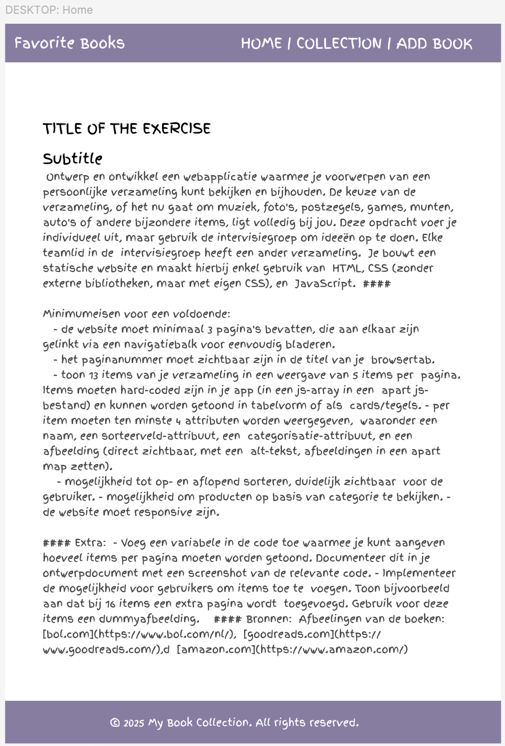 DESKTOP: Home
Favorite Books
HOME | COLLECTION | ADD BOOK
TITLE OF THE EXERCISE
Subtitle
Ontwerp en ontwikkel een webapplicatie waarmee je voorwerpen van een
persoonlijke verzameling kunt bekijken en bijhouden. De keuze van de
verzameling, of het nu gaat om muziek, foto's, postzegels, games, munten,
auto's of andere bijzondere items, ligt volledig bij jou. Deze opdracht voer je
individueel uit, maar gebruik de intervisiegroep om ideeën op te doen. Elke
teamlid in de intervisiegroep heeft een ander verzameling. Je bouwt een
statische website en maakt hierbij enkel gebruik van HTML, CSS (zonder
externe bibliotheken, maar met eigen CSS), en JavaScript. ####
Minimumeisen voor een voldoende:
- de website moet minimaal 3 pagina's bevatten, die aan elkaar zijn
gelinkt via een navigatiebalk voor eenvoudig bladeren.
- het paginanummer moet zichtbaar zijn in de titel van je browsertab.
- toon 13 items van je verzameling in een weergave van 5 items per pagina.
Items moeten hard-coded zijn in je app (in een js-array in een apart js-
bestand) en kunnen worden getoond in tabelvorm of als cards/tegels. - per
item moeten ten minste 4 attributen worden weergegeven, waaronder een
naam, een sorteerveld-attribuut, een categorisatie-attribuut, en een
afbeelding (direct zichtbaar, met een alt-tekst, afbeeldingen in een apart
map zetten).
- mogelijkheid tot op- en aflopend sorteren, duidelijk zichtbaar voor de
gebruiker. - mogelijkheid om producten op basis van categorie te bekijken. -
de website moet responsive zijn.
#### Extra: - Voeg een variabele in de code toe waarmee je kunt aangeven
hoeveel items per pagina moeten worden getoond. Documenteer dit in je
ontwerpdocument met een screenshot van de relevante code. - Implementeer
de mogelijkheid voor gebruikers om items toe te voegen. Toon bijvoorbeeld
aan dat bij 16 items een extra pagina wordt toegevoegd. Gebruik voor deze
items een dummyafbeelding. #### Bronnen: Afbeelingen van de boeken:
[bol.com](https://www.bol.com/nl/), [goodreads.com](https://
www.goodreads.com/),d [amazon.com](https://www.amazon.com/)
© 2025 My Book Collection. All rights reserved.